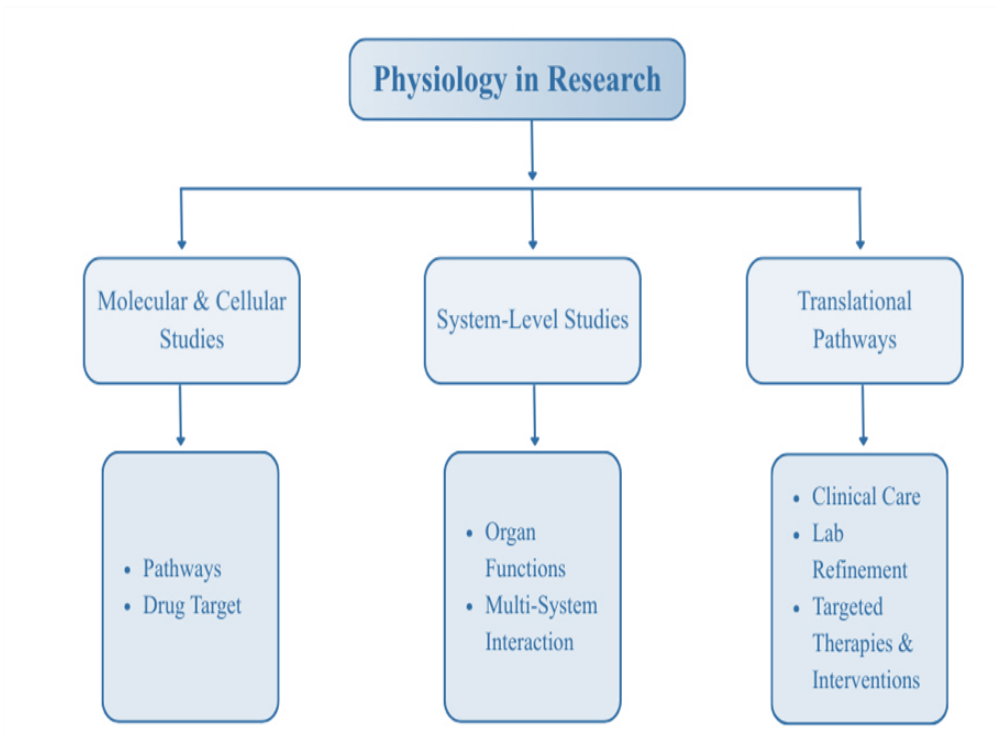 Physiology in Research
Molecular & Cellular
Studies
System-Level Studies
Translational
Pathways
• Pathways
• Drug Target
• Organ
Functions
• Multi-System
Interaction
• Clinical Care
• Lab
Refinement
• Targeted
Therapies &
Interventions